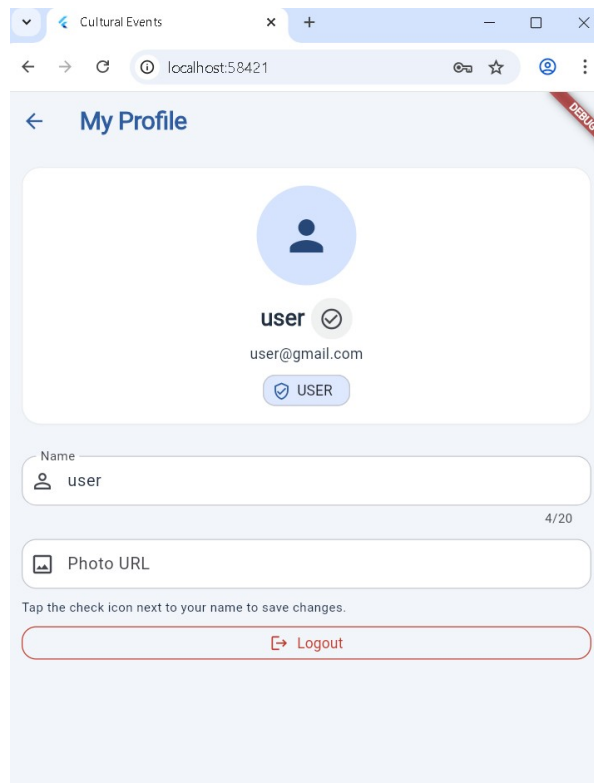 Cultural Events
localhost:58421
My Profile
DEBUG
user
user@gmail.com
USER
Name
user
4/20
Photo URL
Tap the check icon next to your name to save changes.
Logout